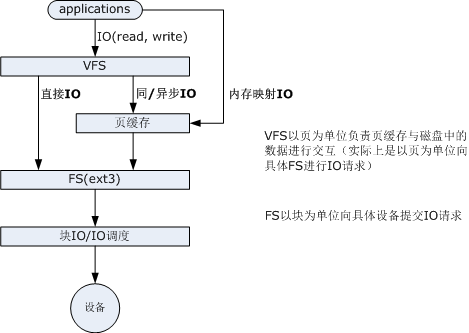 applications
IO(read, write)
VFS
直接IO
同/异步IO
内存映射IO
页缓存
VFS以页为单位负责页缓存与磁盘中的
数据进行交互（实际上是以页为单位向
具体FS进行IO请求）
FS(ext3)
FS以块为单位向具体设备提交IO请求
块IO/IO调度
设备